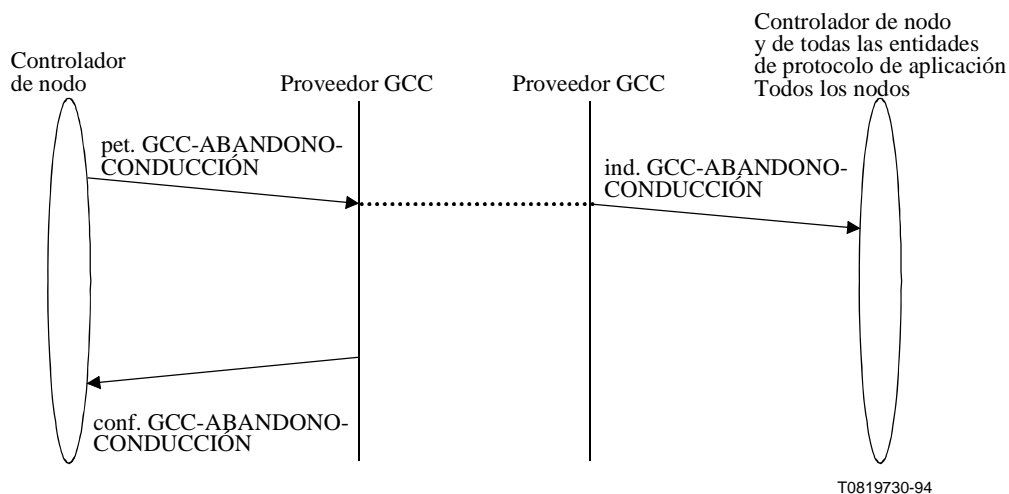 Controlador de nodo
y de todas las entidades
de protocolo de aplicación
Todos los nodos
Controlador
de nodo
Proveedor GCC
Proveedor GCC
pet. GCC-ABANDONO-
CONDUCCIÓN
ind. GCC-ABANDONO-
CONDUCCIÓN
conf. GCC-ABANDONO-
CONDUCCIÓN
T0819730-94